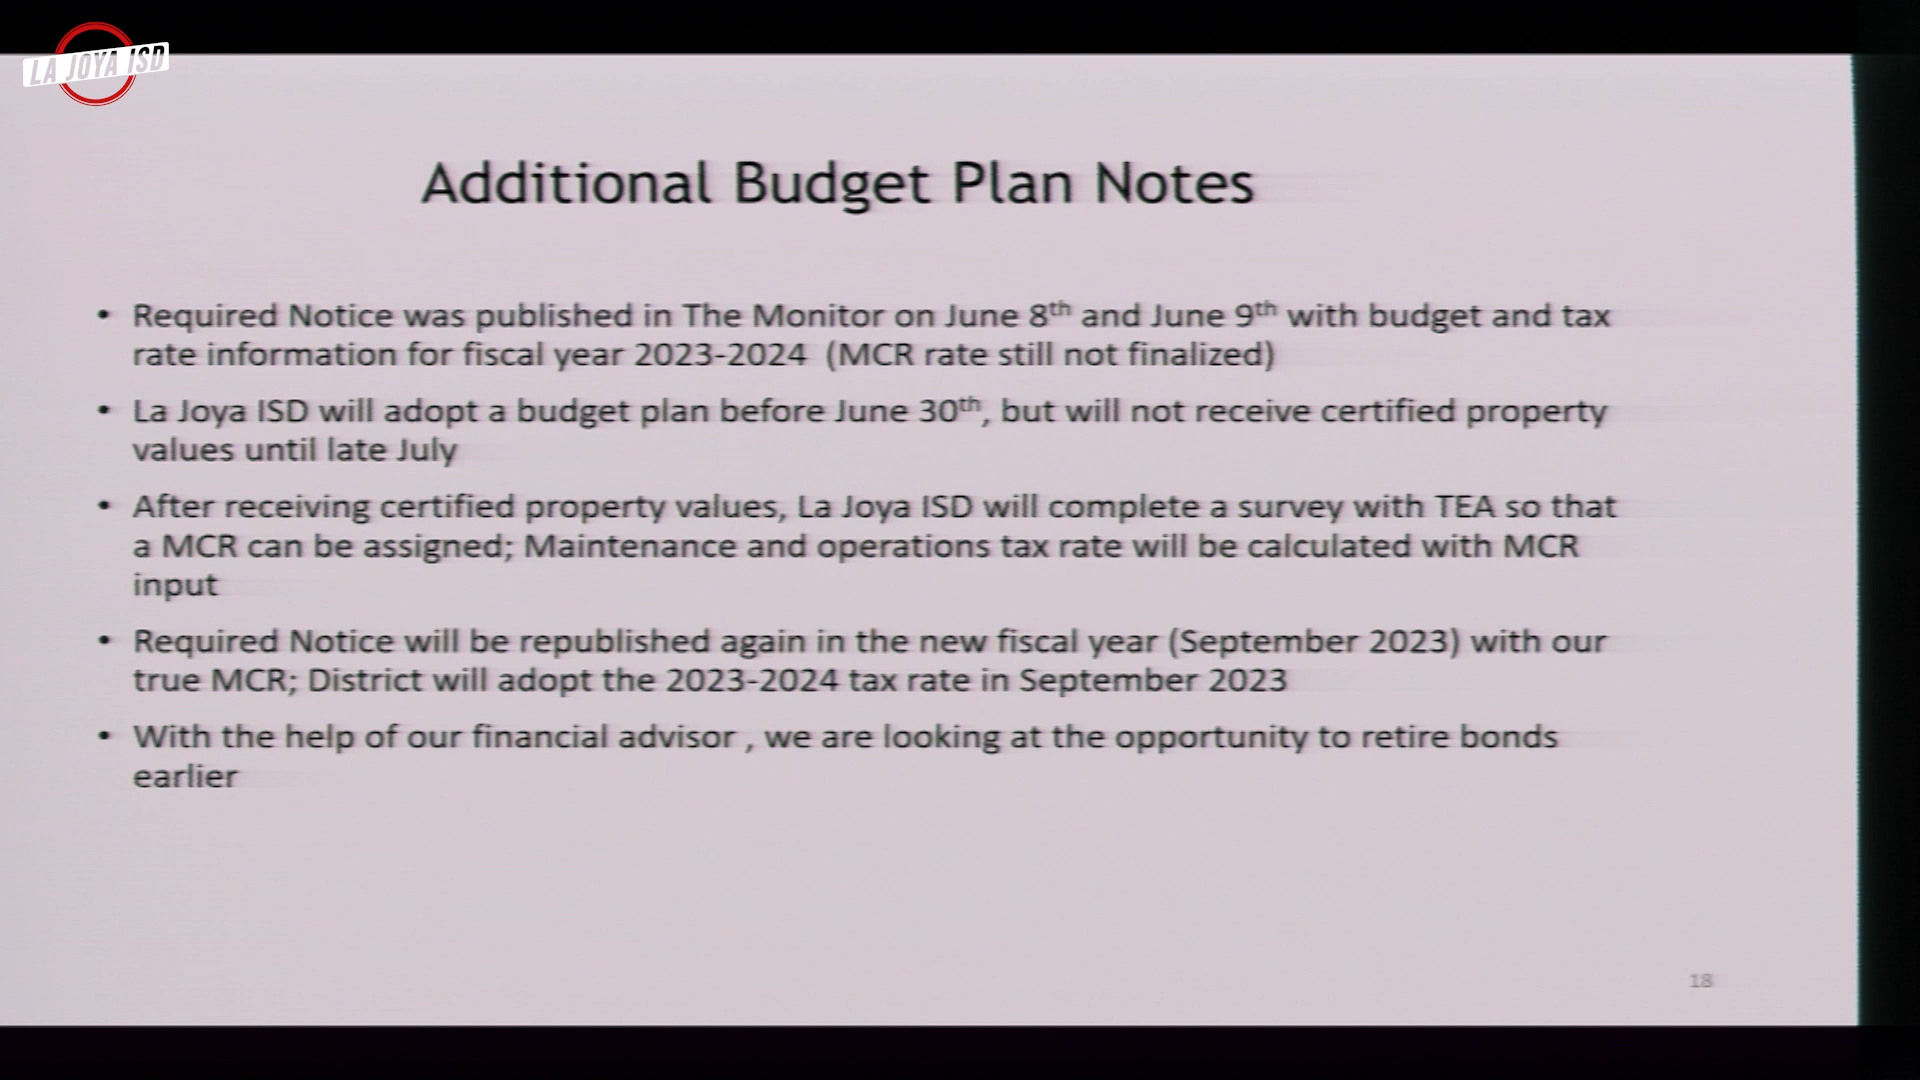 LA JOYA ISD
Additional Budget Plan Notes
• Required Notice was published in The Monitor on June 8th and June 9th with budget and tax
rate information for fiscal year 2023-2024 (MCR rate still not finalized)
• La Joya ISD will adopt a budget plan before June 30th, but will not receive certified property
values until late July
• After receiving certified property values, La Joya ISD will complete a survey with TEA so that
a MCR can be assigned; Maintenance and operations tax rate will be calculated with MCR
input
• Required Notice will be republished again in the new fiscal year (September 2023) with our
true MCR; District will adopt the 2023-2024 tax rate in September 2023
• With the help of our financial advisor , we are looking at the opportunity to retire bonds
earlier
18